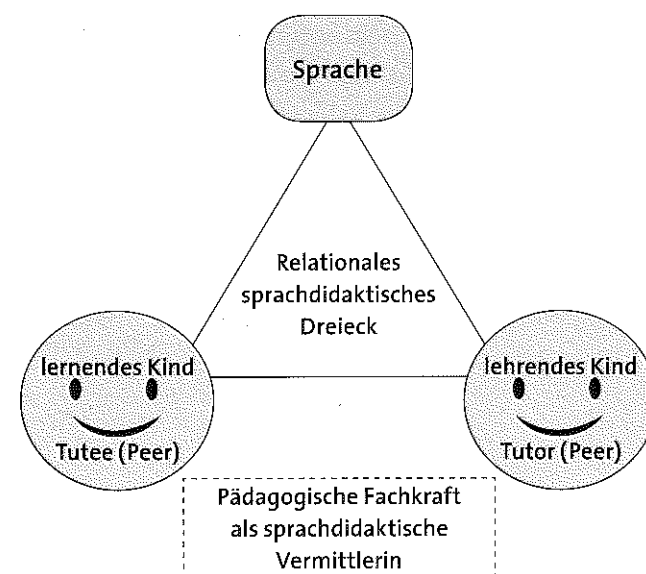 Sprache
Relationales
sprachdidaktisches
Dreieck
lernendes Kind
Tutee (Peer)
lehrendes Kind
Tutor (Peer)
Pädagogische Fachkraft
als sprachdidaktische
Vermittlerin